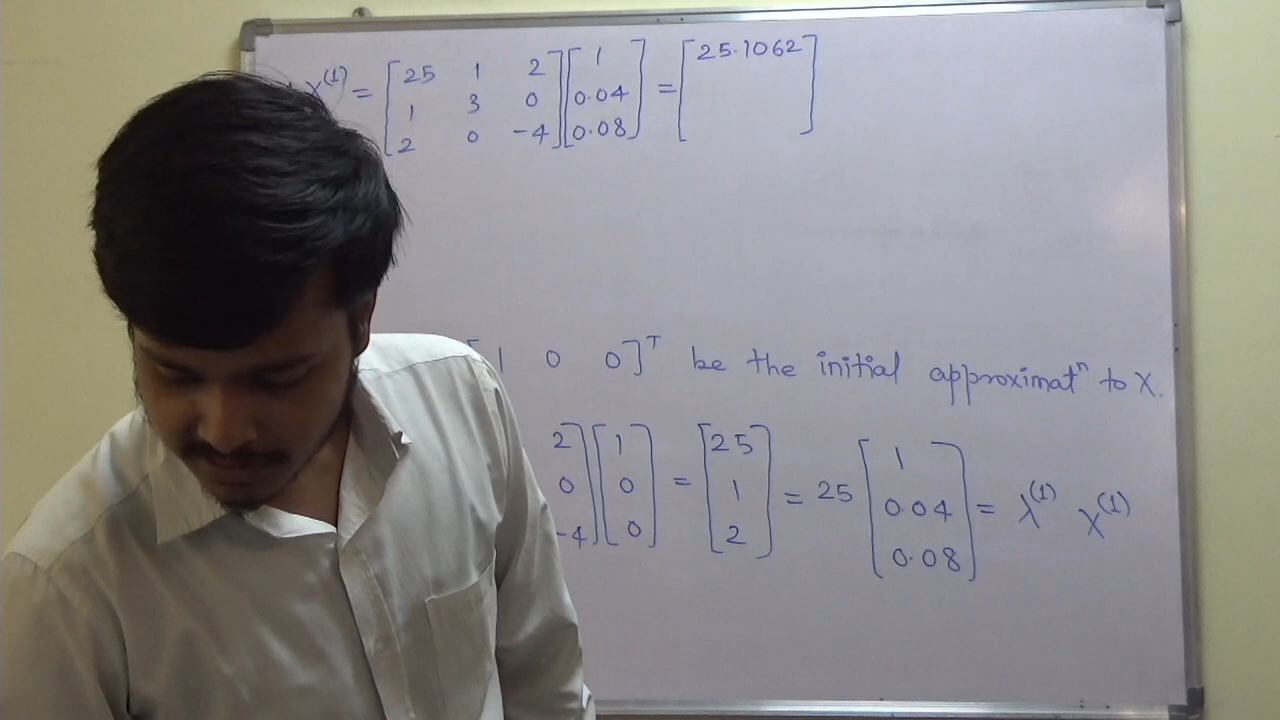 X⁽¹⁾ = [25 1 2; 1 3 0; 2 0 -4] [1; 0.04; 0.08] = [25.1062]
1 0 0]ᵀ be the initial approximatⁿ to X.
2; 0; -4] [1; 0; 0] = [25; 1; 2] = 25 [1; 0.04; 0.08] = λ⁽¹⁾ X⁽¹⁾